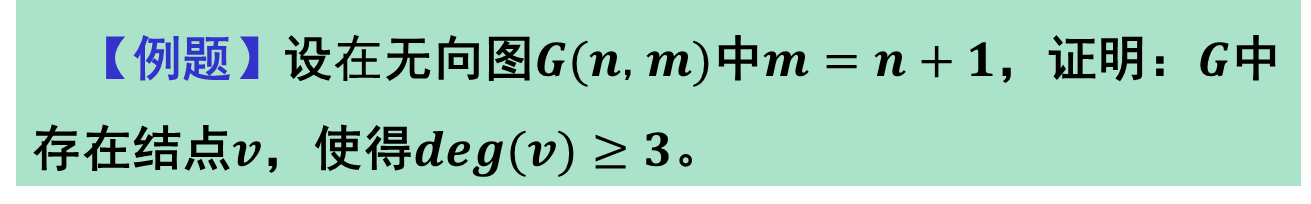 【例题】设在无向图G(n, m)中m = n + 1，证明：G中
存在结点v，使得deg(v) ≥ 3。